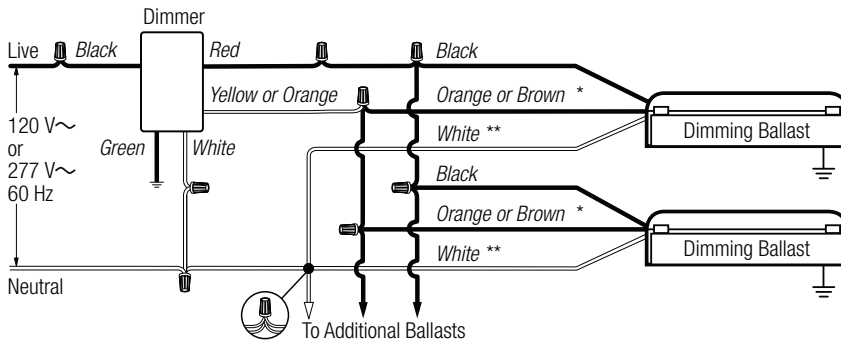 Dimmer
Live
Black
Red
Black
Yellow or Orange
Orange or Brown *
120 V~
or
277 V~
60 Hz
Green
White
White **
Dimming Ballast
Black
Orange or Brown *
White **
Dimming Ballast
Neutral
To Additional Ballasts